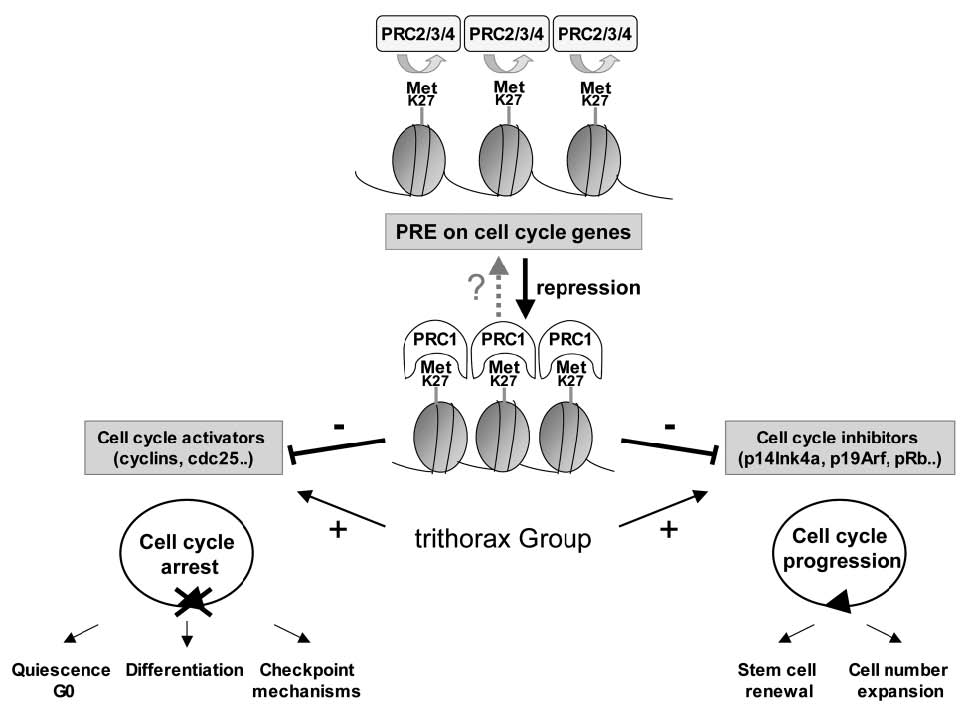 PRC2/3/4 PRC2/3/4 PRC2/3/4
Met Met Met
K27 K27 K27
PRE on cell cycle genes
? repression
PRC1 PRC1 PRC1
Met Met Met
K27 K27 K27
- -
Cell cycle activators
(cyclins, cdc25..)
Cell cycle inhibitors
(p14Ink4a, p19Arf, pRb..)
+ trithorax Group +
Cell cycle
arrest
Cell cycle
progression
Quiescence
G0
Differentiation
Checkpoint
mechanisms
Stem cell
renewal
Cell number
expansion